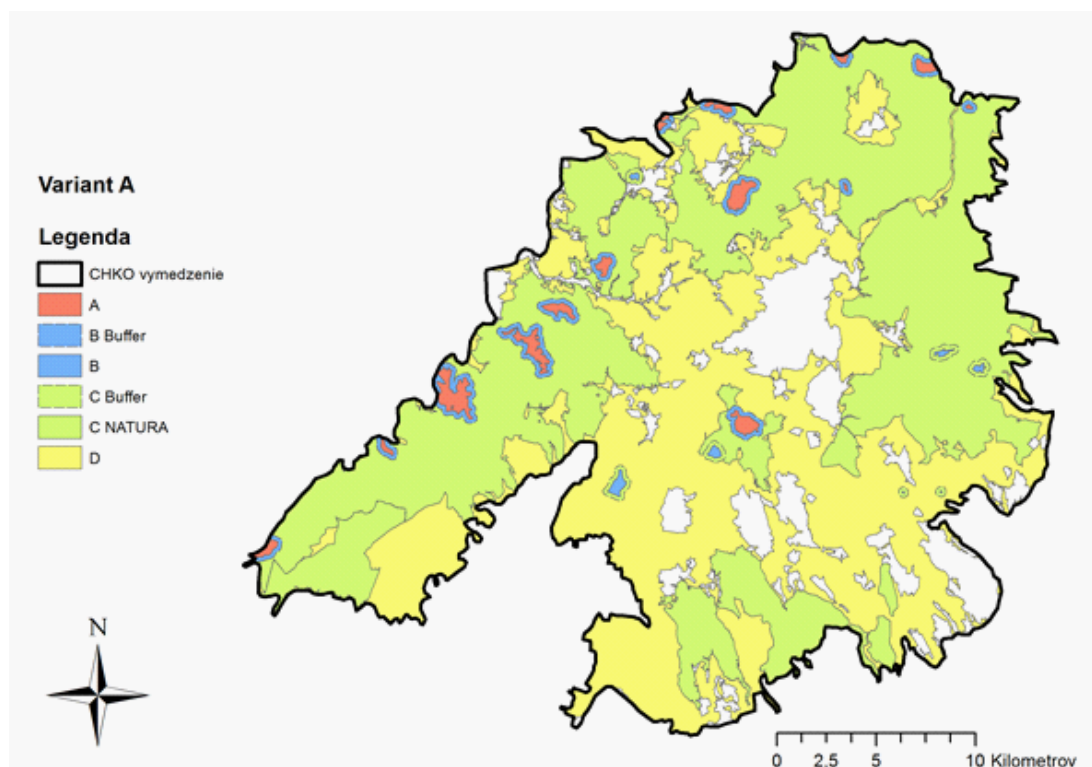 Variant A
Legenda
CHKO vymedzenie
A
B Buffer
B
C Buffer
C NATURA
D
N
0 2.5 5 10 Kilometrov